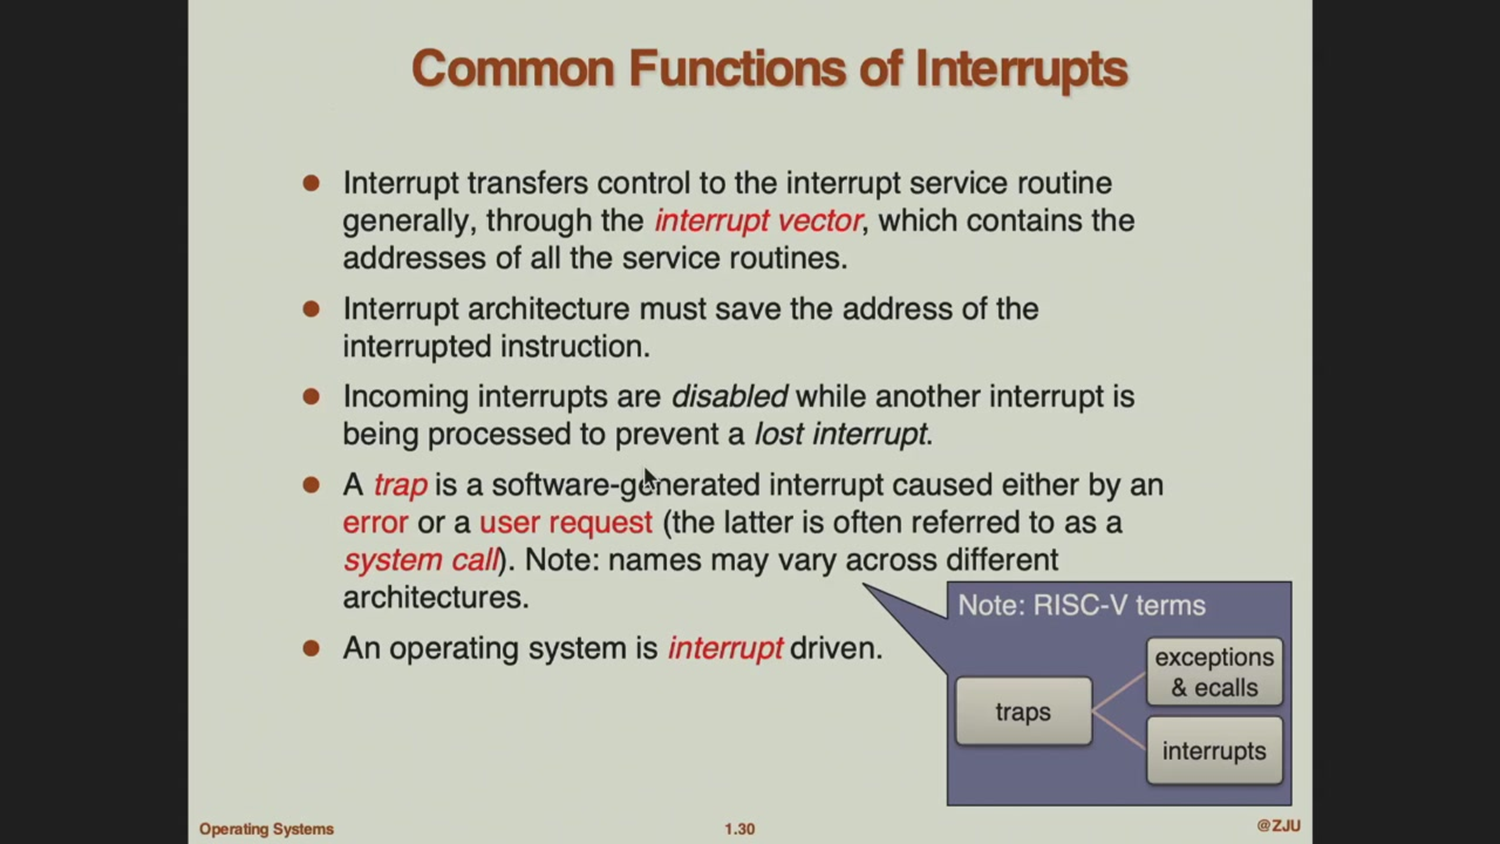 Common Functions of Interrupts
● Interrupt transfers control to the interrupt service routine
generally, through the interrupt vector, which contains the
addresses of all the service routines.
● Interrupt architecture must save the address of the
interrupted instruction.
● Incoming interrupts are disabled while another interrupt is
being processed to prevent a lost interrupt.
● A trap is a software-generated interrupt caused either by an
error or a user request (the latter is often referred to as a
system call). Note: names may vary across different
architectures.
● An operating system is interrupt driven.
Note: RISC-V terms
traps
exceptions
& ecalls
interrupts
Operating Systems
1.30
@ZJU